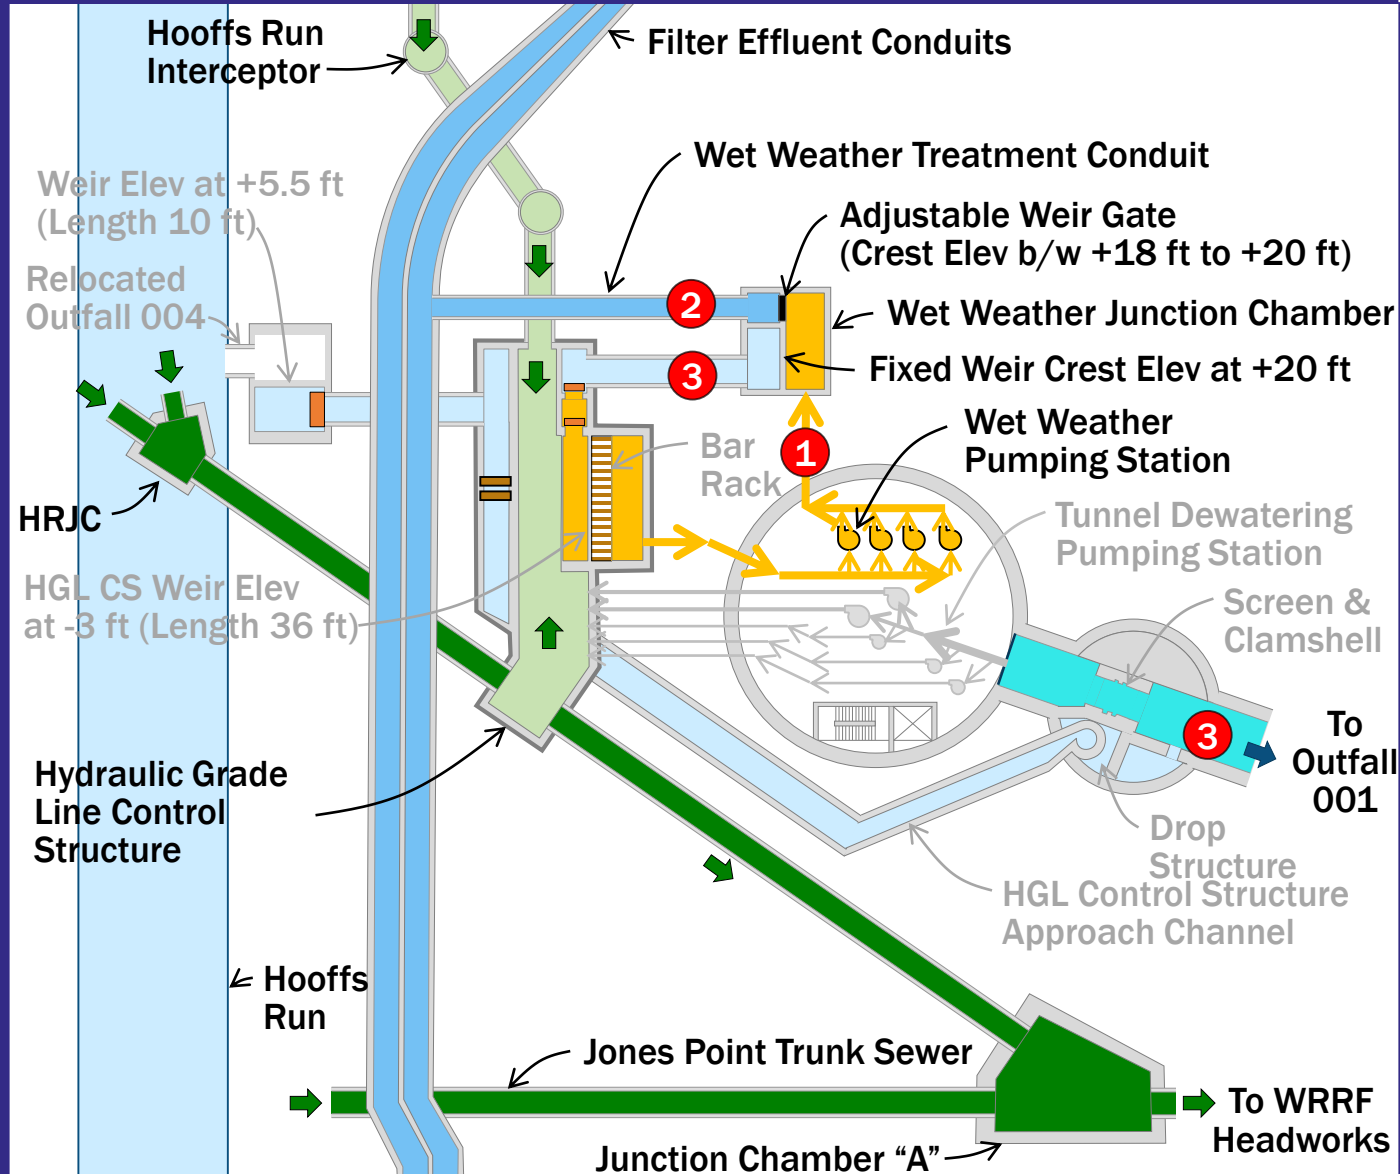 Hooffs Run
Interceptor
Filter Effluent Conduits
Wet Weather Treatment Conduit
Weir Elev at +5.5 ft
(Length 10 ft)
Adjustable Weir Gate
(Crest Elev b/w +18 ft to +20 ft)
Relocated
Outfall 004
2
Wet Weather Junction Chamber
3
Fixed Weir Crest Elev at +20 ft
Wet Weather
Pumping Station
Bar
Rack
1
HRJC
Tunnel Dewatering
Pumping Station
HGL CS Weir Elev
at -3 ft (Length 36 ft)
Screen &
Clamshell
3
To
Outfall
001
Hydraulic Grade
Line Control
Structure
Drop
Structure
HGL Control Structure
Approach Channel
Hooffs
Run
Jones Point Trunk Sewer
To WRRF
Headworks
Junction Chamber “A”